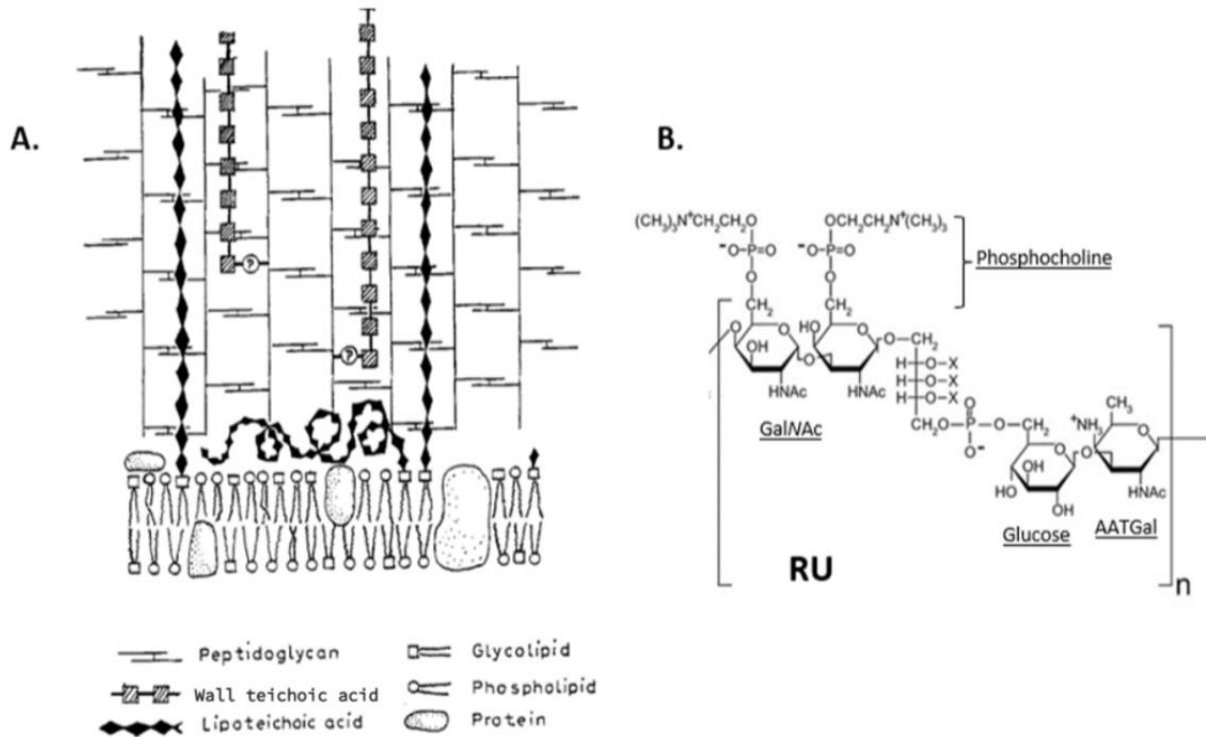 A.
?
?
Peptidoglycan
Wall teichoic acid
Lipoteichoic acid
Glycolipid
Phospholipid
Protein
B.
(CH₃)₃N⁺CH₂CH₂O
OCH₂CH₂N⁺(CH₃)₃
⁻O-P=O
⁻O-P=O
Phosphocholine
O
O
CH₂
CH₂
O
O
HO
O
O-CH₂
OH
O
H-O-X
H-O-X
H-O-X
HNAc
HNAc
GalNAc
CH₂O-P-O-CH₂
O
O⁻
CH₃
⁺NH₃
O
O
O
OH
HO
OH
HNAc
Glucose
AATGal
RU
n